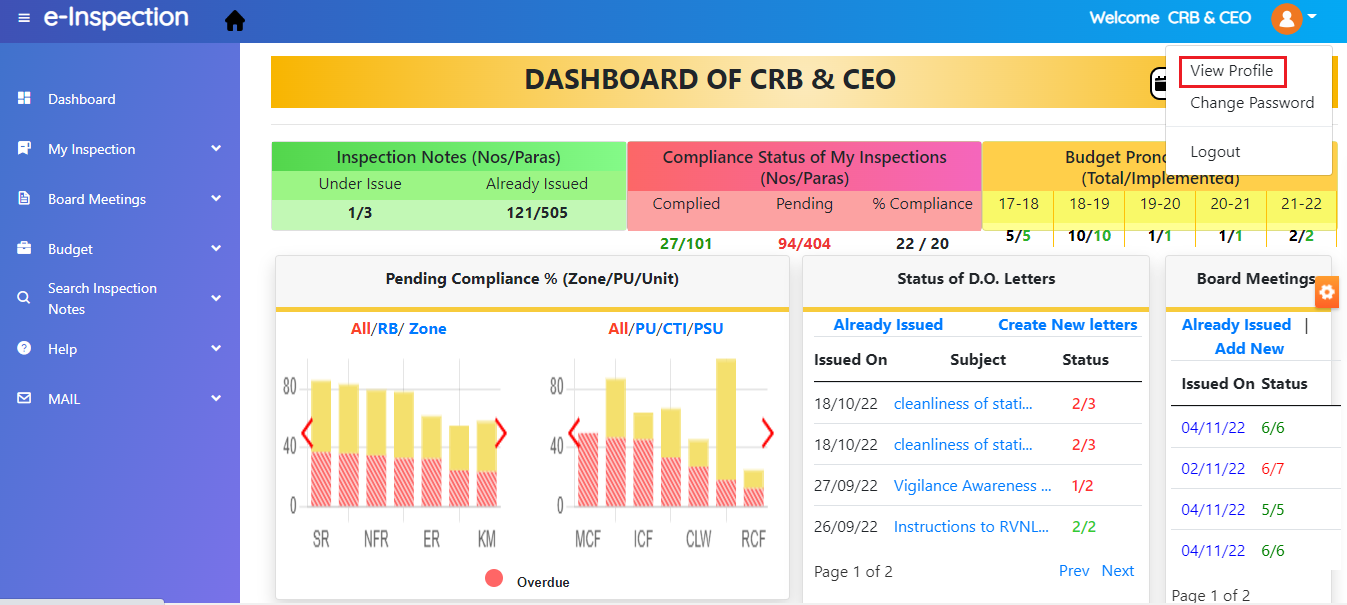 e-Inspection
Welcome CRB & CEO
View Profile
Change Password
Logout
Dashboard
My Inspection
Board Meetings
Budget
Search Inspection
Notes
Help
MAIL
DASHBOARD OF CRB & CEO
Inspection Notes (Nos/Paras)
Under Issue Already Issued
1/3 121/505
Compliance Status of My Inspections
(Nos/Paras)
Complied Pending % Compliance
27/101 94/404 22 / 20
Budget
(Total/Implemented)
17-18 18-19 19-20 20-21 21-22
5/5 10/10 1/1 1/1 2/2
Pending Compliance % (Zone/PU/Unit)
All/RB/ Zone
80
40
0
SR NFR ER KM
All/PU/CTI/PSU
80
40
0
MCF ICF CLW RCF
Overdue
Status of D.O. Letters
Already Issued Create New letters
Issued On Subject Status
18/10/22 cleanliness of stati... 2/3
18/10/22 cleanliness of stati... 2/3
27/09/22 Vigilance Awareness ... 1/2
26/09/22 Instructions to RVNL... 2/2
Page 1 of 2 Prev Next
Board Meetings
Already Issued |
Add New
Issued On Status
04/11/22 6/6
02/11/22 6/7
04/11/22 5/5
04/11/22 6/6
Page 1 of 2